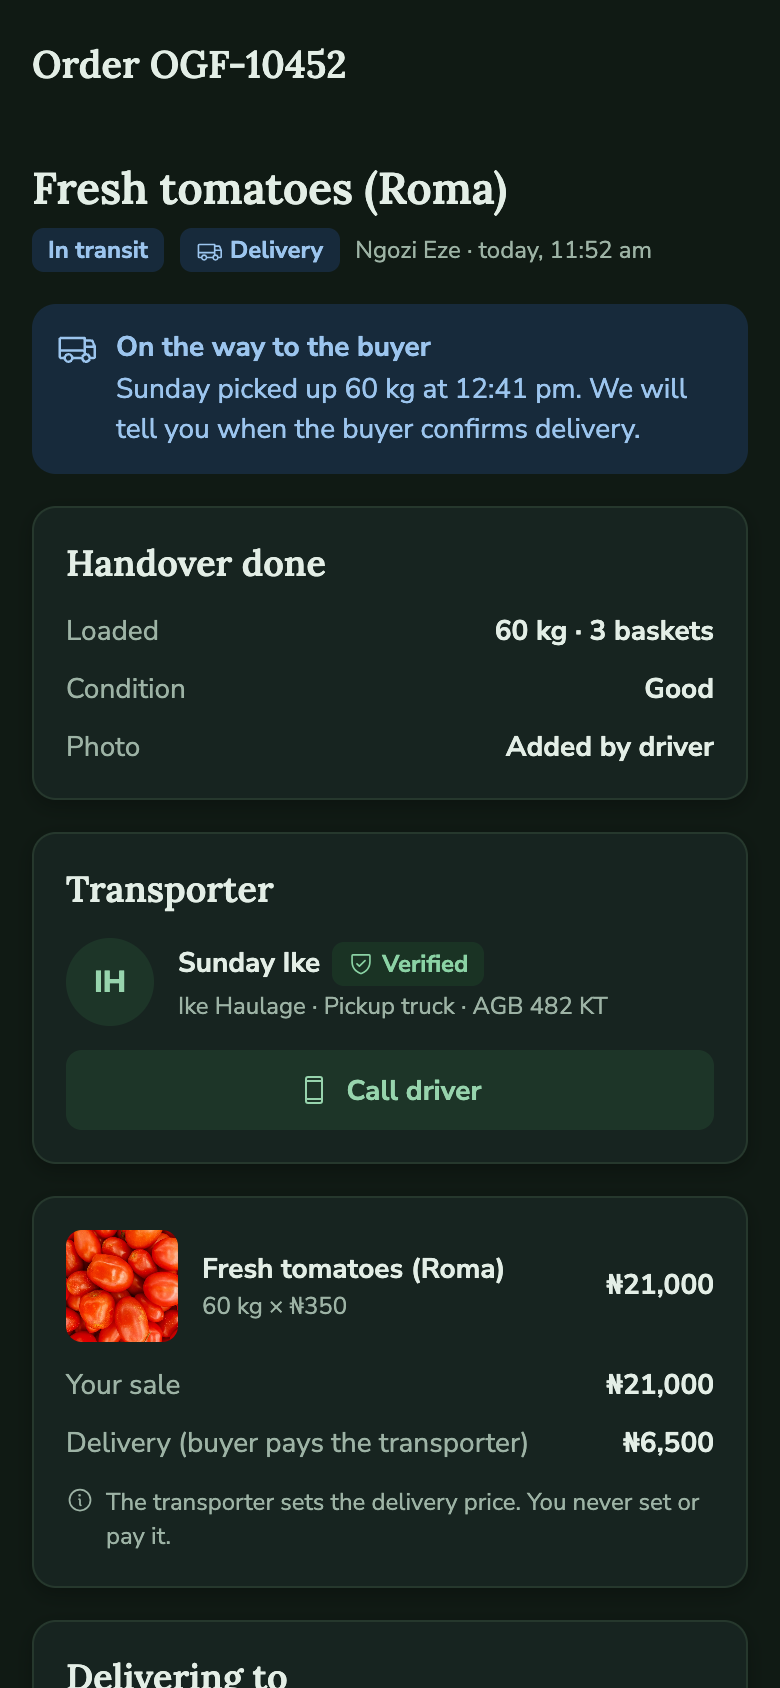 Order OGF-10452
Fresh tomatoes (Roma)
In transit
Delivery
Ngozi Eze · today, 11:52 am
On the way to the buyer
Sunday picked up 60 kg at 12:41 pm. We will
tell you when the buyer confirms delivery.
Handover done
Loaded 60 kg · 3 baskets
Condition Good
Photo Added by driver
Transporter
IH
Sunday Ike
Verified
Ike Haulage · Pickup truck · AGB 482 KT
Call driver
Fresh tomatoes (Roma)
60 kg × ₦350
₦21,000
Your sale ₦21,000
Delivery (buyer pays the transporter) ₦6,500
The transporter sets the delivery price. You never set or
pay it.
Delivering to